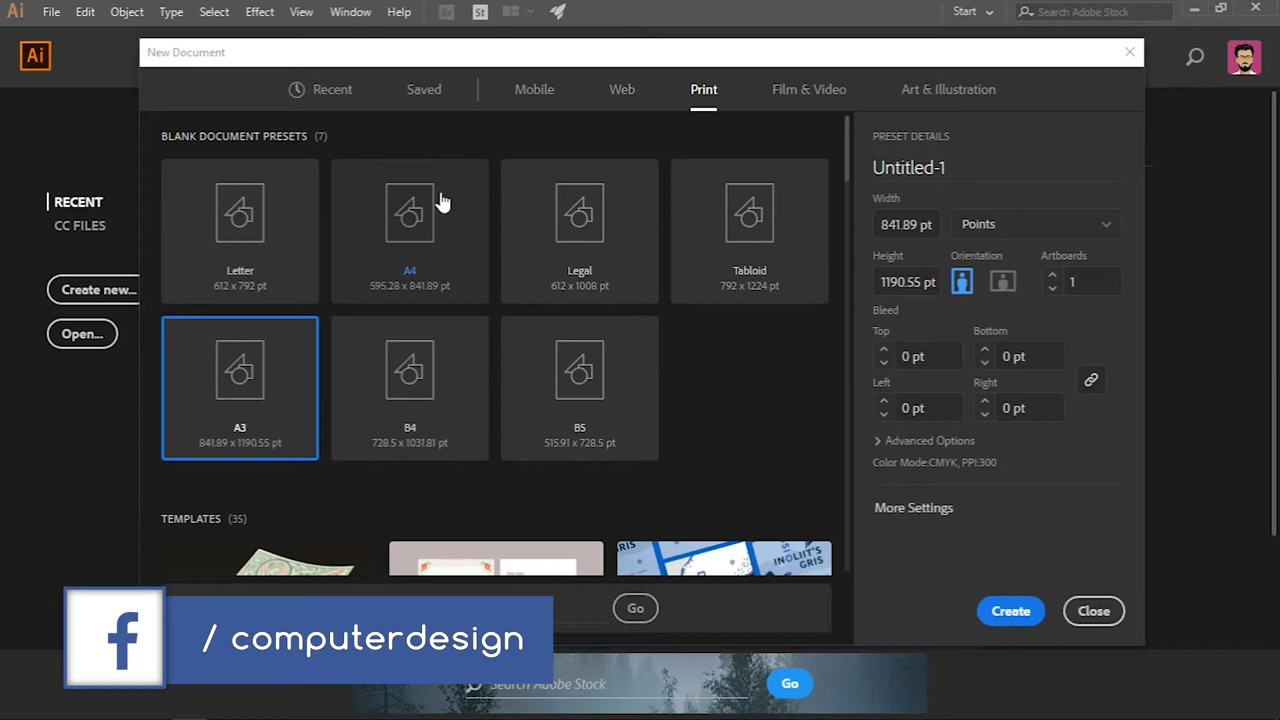 Ai File Edit Object Type Select Effect View Window Help Br St Start Search Adobe Stock
Ai
New Document
Recent Saved Mobile Web Print Film & Video Art & Illustration
BLANK DOCUMENT PRESETS (7)
Letter
612 x 792 pt
A4
595.28 x 841.89 pt
Legal
612 x 1008 pt
Tabloid
792 x 1224 pt
A3
841.89 x 1190.55 pt
B4
728.5 x 1031.81 pt
B5
515.91 x 728.5 pt
TEMPLATES (35)
GRIS
INOLIIT'S
GRIS
Go
RECENT
CC FILES
Create new...
Open...
PRESET DETAILS
Untitled-1
Width
841.89 pt Points
Height Orientation Artboards
1190.55 pt 1
Bleed
Top Bottom
0 pt 0 pt
Left Right
0 pt 0 pt
Advanced Options
Color Mode:CMYK, PPI:300
More Settings
Create Close
f / computerdesign
Search Adobe Stock Go